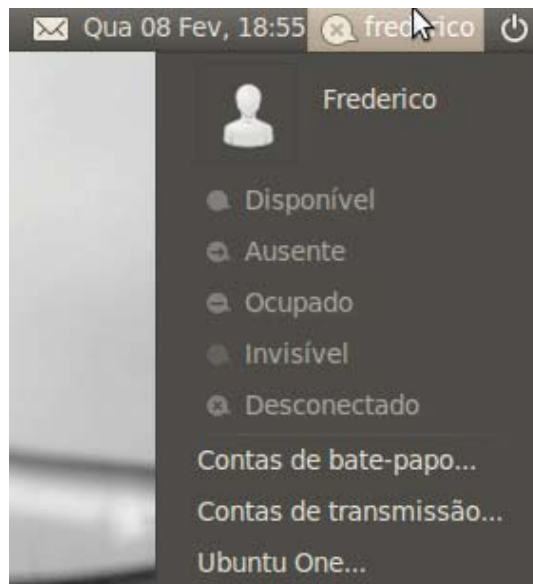 Qua 08 Fev, 18:55 frederico
Frederico
Disponível
Ausente
Ocupado
Invisível
Desconectado
Contas de bate-papo...
Contas de transmissão...
Ubuntu One...